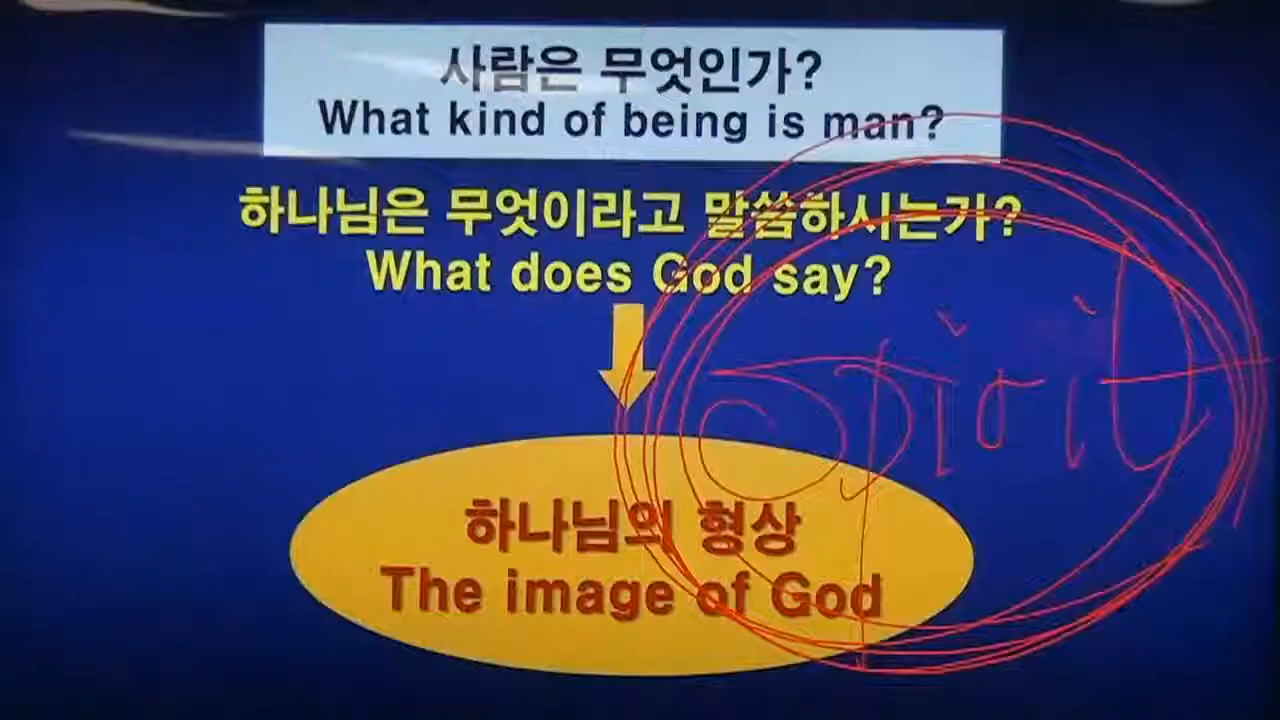 사람은 무엇인가?
What kind of being is man?
하나님은 무엇이라고 말씀하시는가?
What does God say?
spirit
하나님의 형상
The image of God